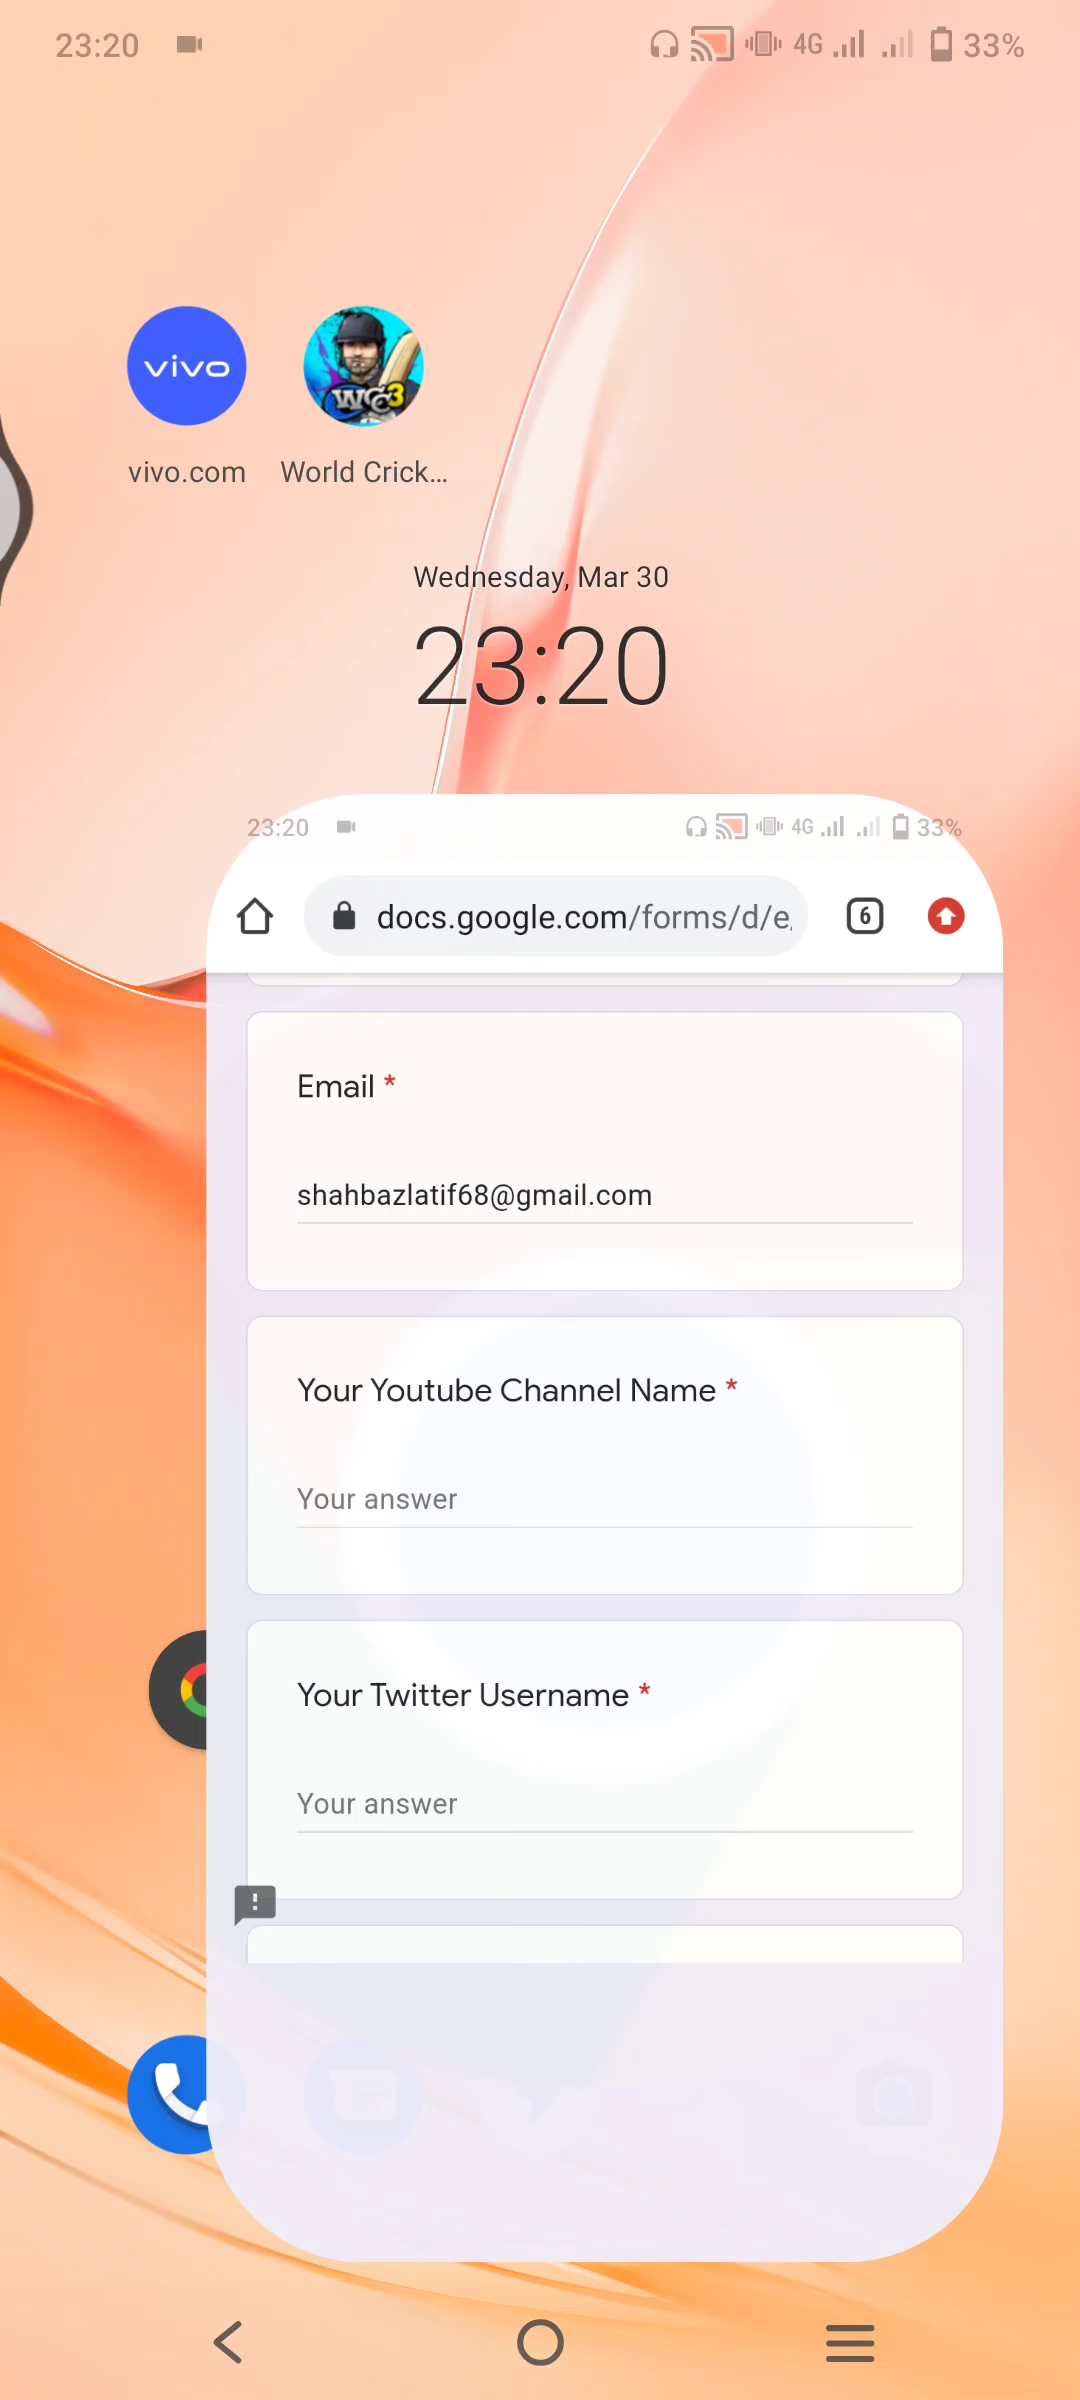 23:20
4G
33%
vivo
WCC3
vivo.com
World Crick...
Wednesday, Mar 30
23:20
23:20
4G
33%
docs.google.com/forms/d/e/
6
Email *
shahbazlatif68@gmail.com
Your Youtube Channel Name *
Your answer
Your Twitter Username *
Your answer